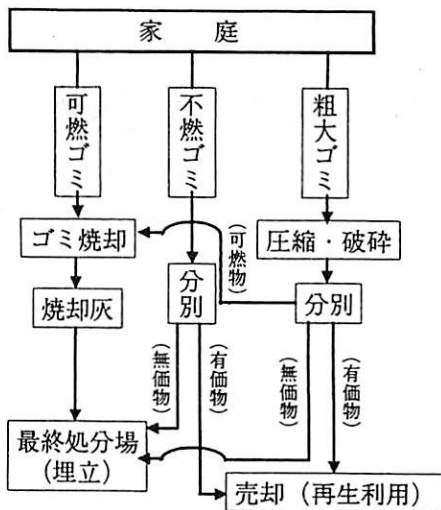 家庭
可燃ゴミ
不燃ゴミ
粗大ゴミ
ゴミ焼却
(可燃物)
圧縮・破砕
焼却灰
分別
分別
(無価物)
(有価物)
(無価物)
(有価物)
最終処分場
(埋立)
売却(再生利用)